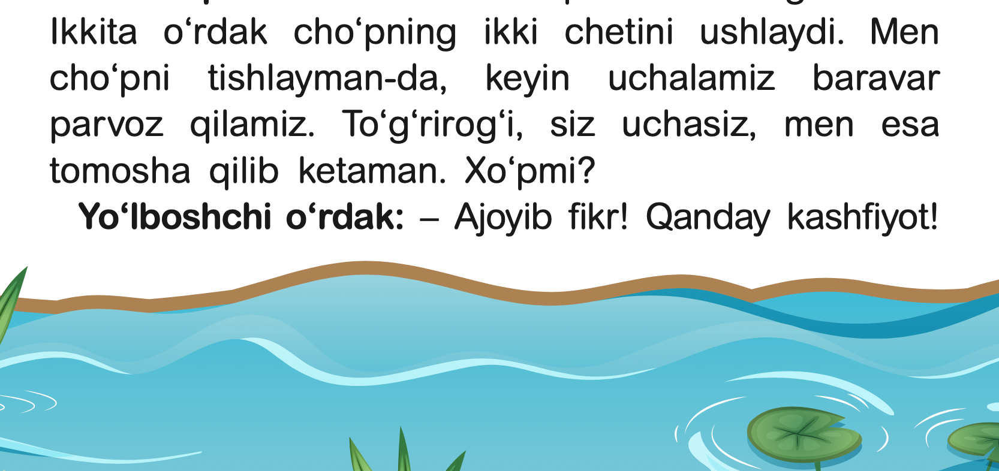 Ikkita o‘rdak cho‘pning ikki chetini ushlaydi. Men
cho‘pni tishlayman-da, keyin uchalamiz baravar
parvoz qilamiz. To‘g‘rirog‘i, siz uchasiz, men esa
tomosha qilib ketaman. Xo‘pmi?
Yo‘lboshchi o‘rdak: – Ajoyib fikr! Qanday kashfiyot!